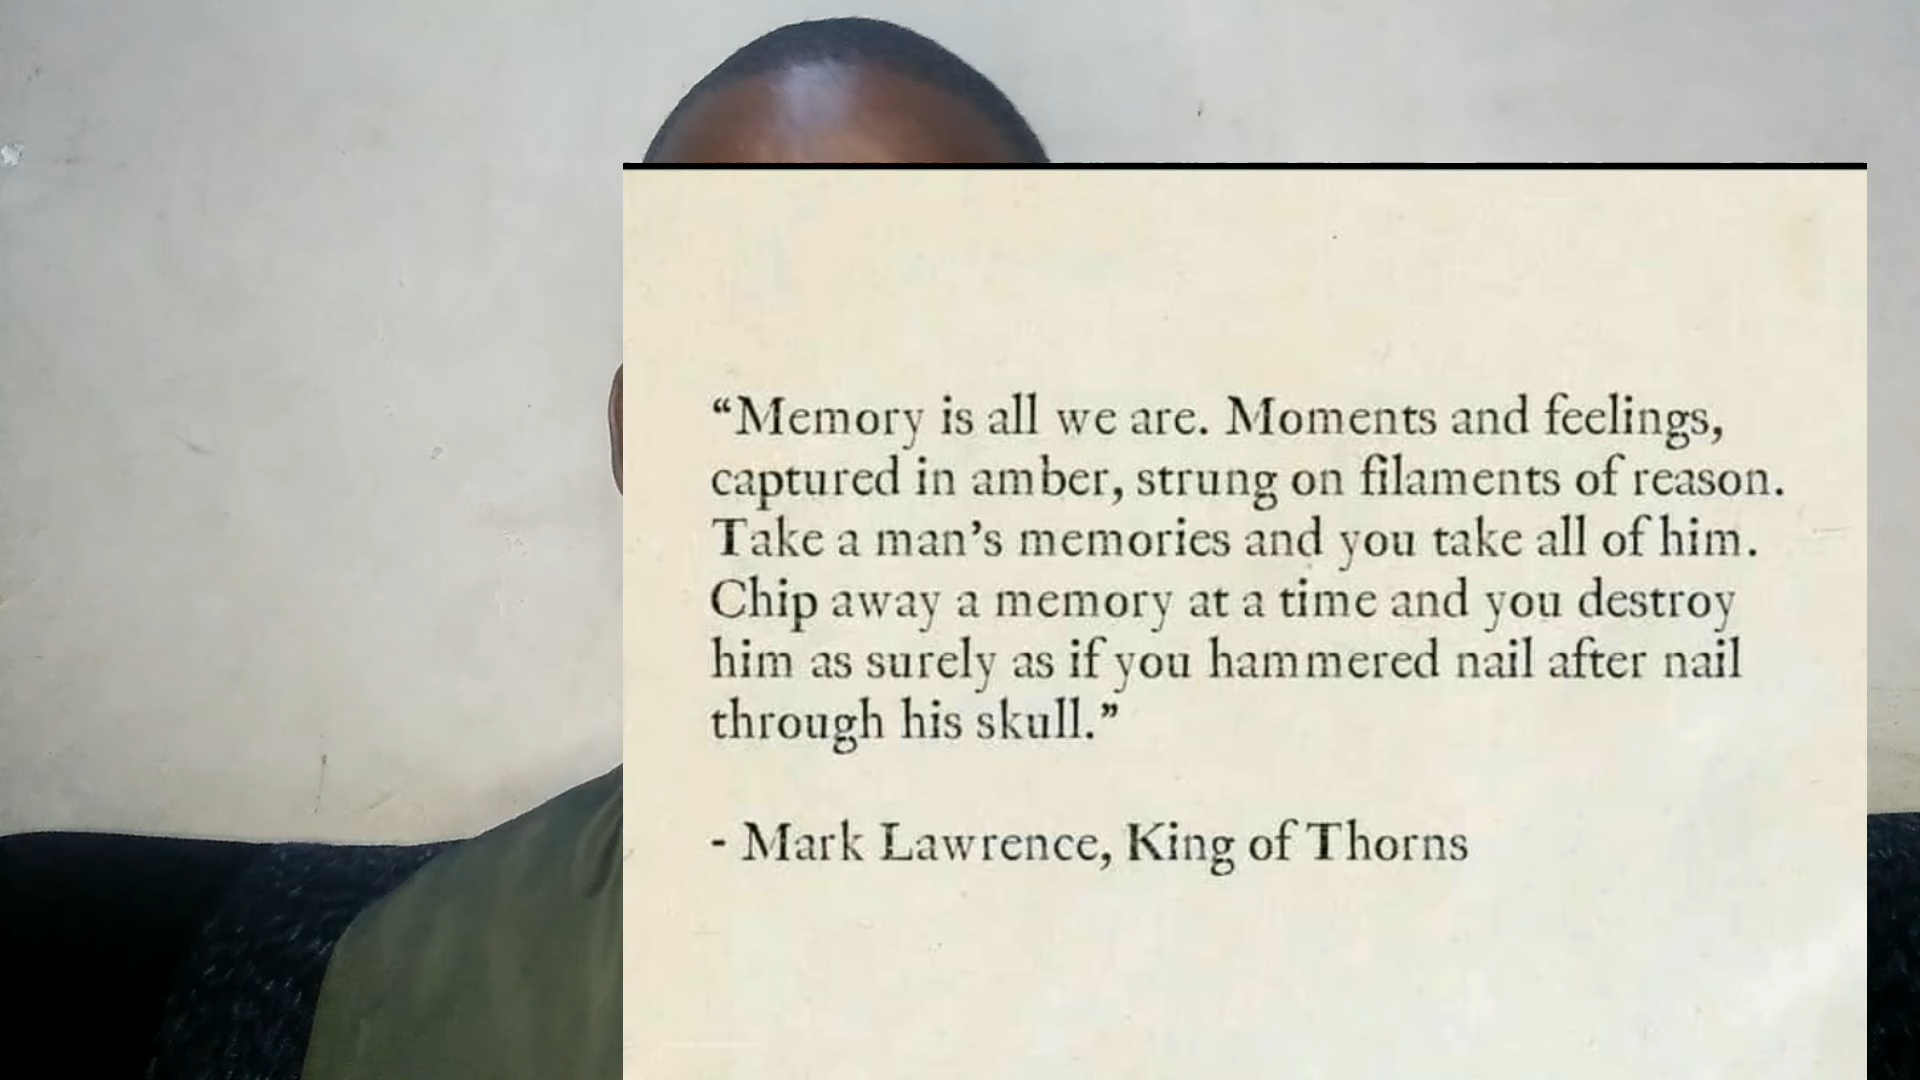 “Memory is all we are. Moments and feelings,
captured in amber, strung on filaments of reason.
Take a man’s memories and you take all of him.
Chip away a memory at a time and you destroy
him as surely as if you hammered nail after nail
through his skull.”
- Mark Lawrence, King of Thorns